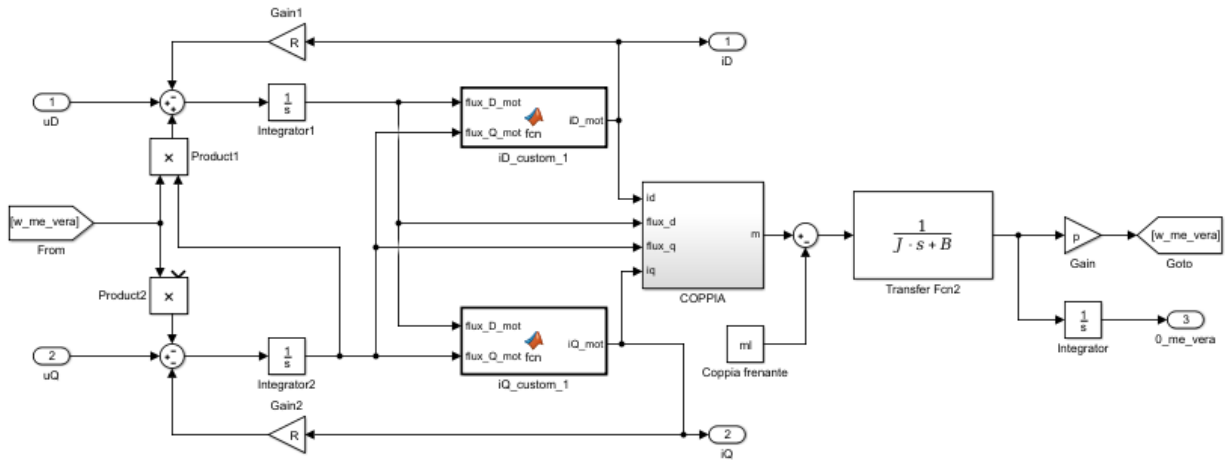 Gain1
R
1
iD
1
uD
1
s
Integrator1
flux_D_mot
flux_Q_mot
fcn
iD_mot
iD_custom_1
×
Product1
[w_me_vera]
From
id
flux_d
flux_q
iq
m
COPPIA
1
J · s + B
Transfer Fcn2
p
Gain
[w_me_vera]
Goto
Product2
×
2
uQ
1
s
Integrator2
flux_D_mot
flux_Q_mot
fcn
iQ_mot
iQ_custom_1
ml
Coppia frenante
1
s
Integrator
3
0_me_vera
Gain2
R
2
iQ